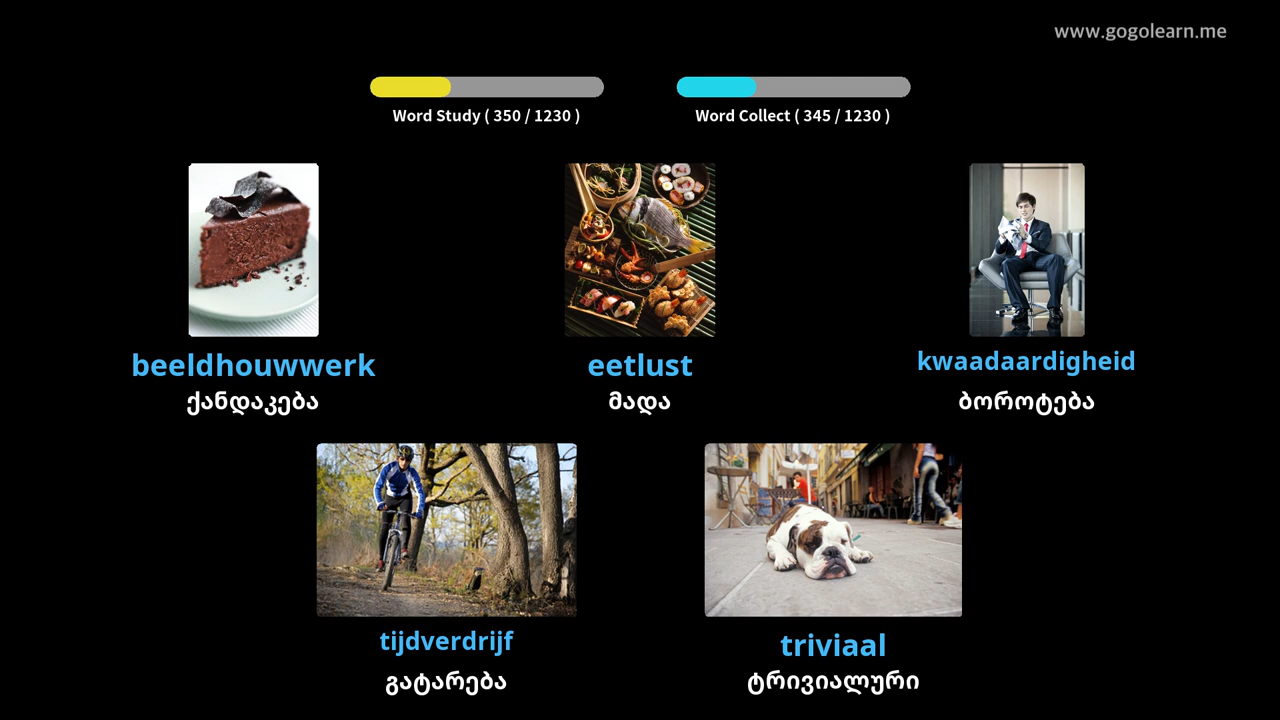 www.gogolearn.me
Word Study ( 350 / 1230 )
Word Collect ( 345 / 1230 )
beeldhouwwerk
ქანდაკება
eetlust
მადა
kwaadaardigheid
ბოროტება
tijdverdrijf
გატარება
triviaal
ტრივიალური